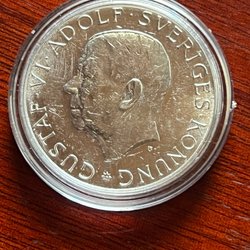 GUSTAF VI ADOLF · SVERIGES KONUNG